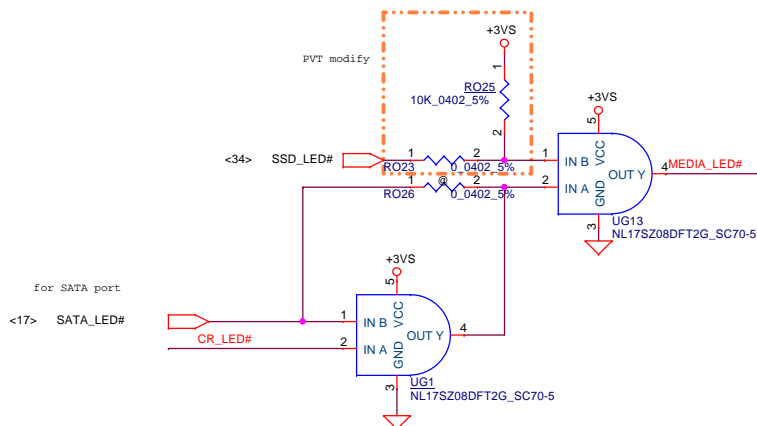 +3VS
PVT modify
1
RO25
10K_0402_5%
2
+3VS
5
<34> SSD_LED#
1
2
1
IN B
VCC
RO23
0_0402_5%
OUT Y
4
MEDIA_LED#
@
1
2
2
IN A
GND
RO26
0_0402_5%
3
UG13
NL17SZ08DFT2G_SC70-5
+3VS
for SATA port
5
<17> SATA_LED#
1
IN B
VCC
OUT Y
4
CR_LED#
2
IN A
GND
3
UG1
NL17SZ08DFT2G_SC70-5